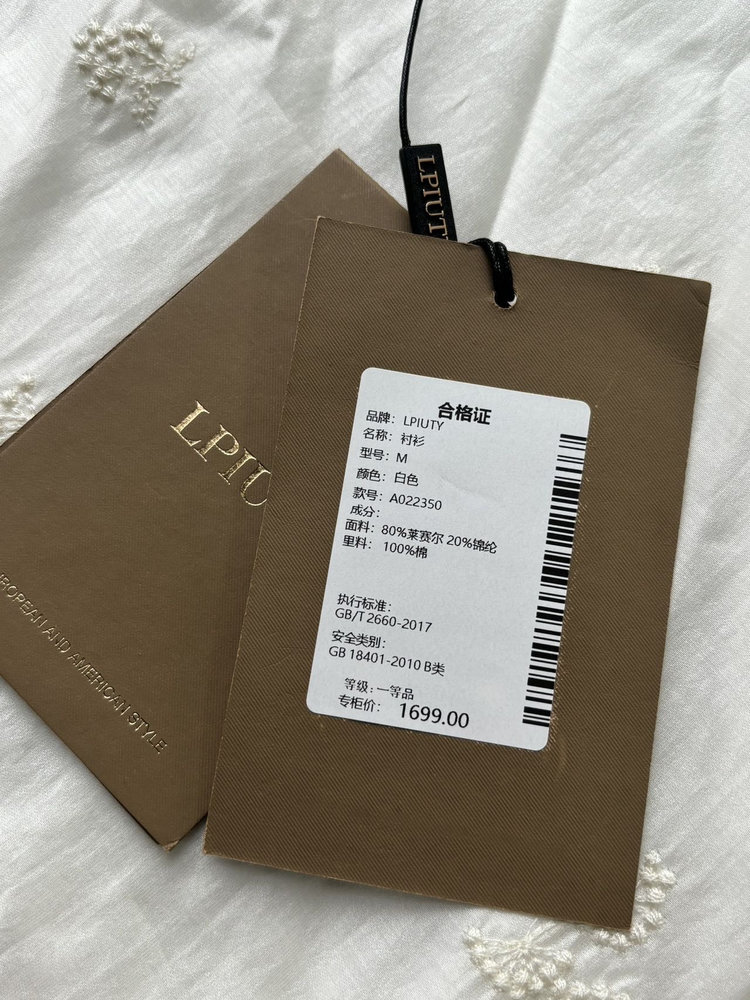 LPIUT
LPIU
EUROPEAN AND AMERICAN STYLE
合格证
品牌： LPIUTY
名称： 衬衫
型号： M
颜色： 白色
款号： A022350
成分：
面料： 80%莱赛尔 20%锦纶
里料： 100%棉
执行标准：
GB/T 2660-2017
安全类别：
GB 18401-2010 B类
等级：一等品
专柜价： 1699.00